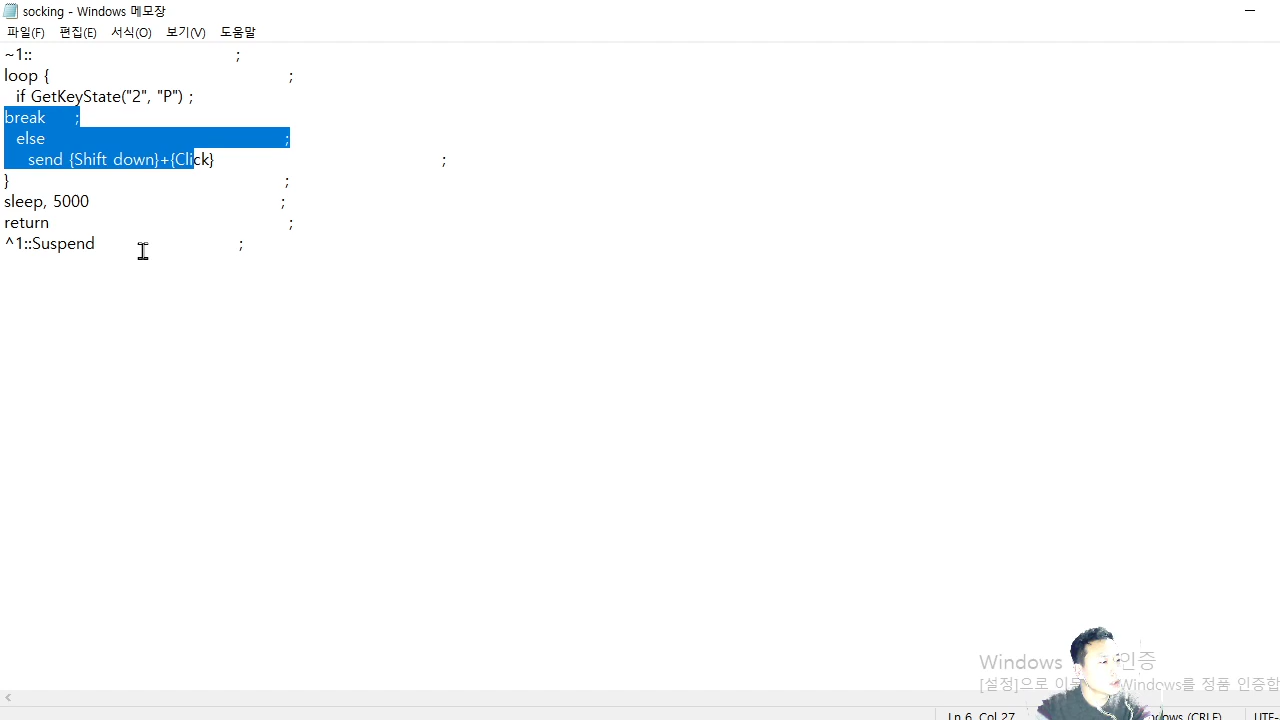 socking - Windows 메모장
파일(F) 편집(E) 서식(O) 보기(V) 도움말
~1:: ;
loop { ;
if GetKeyState("2", "P") ;
break ;
else ;
send {Shift down}+{Click} ;
} ;
sleep, 5000 ;
return ;
^1::Suspend ;
Windows 인증
[설정]으로 Windows를 정품 인증합
Ln 6, Col 27 (CRLF) UTF-